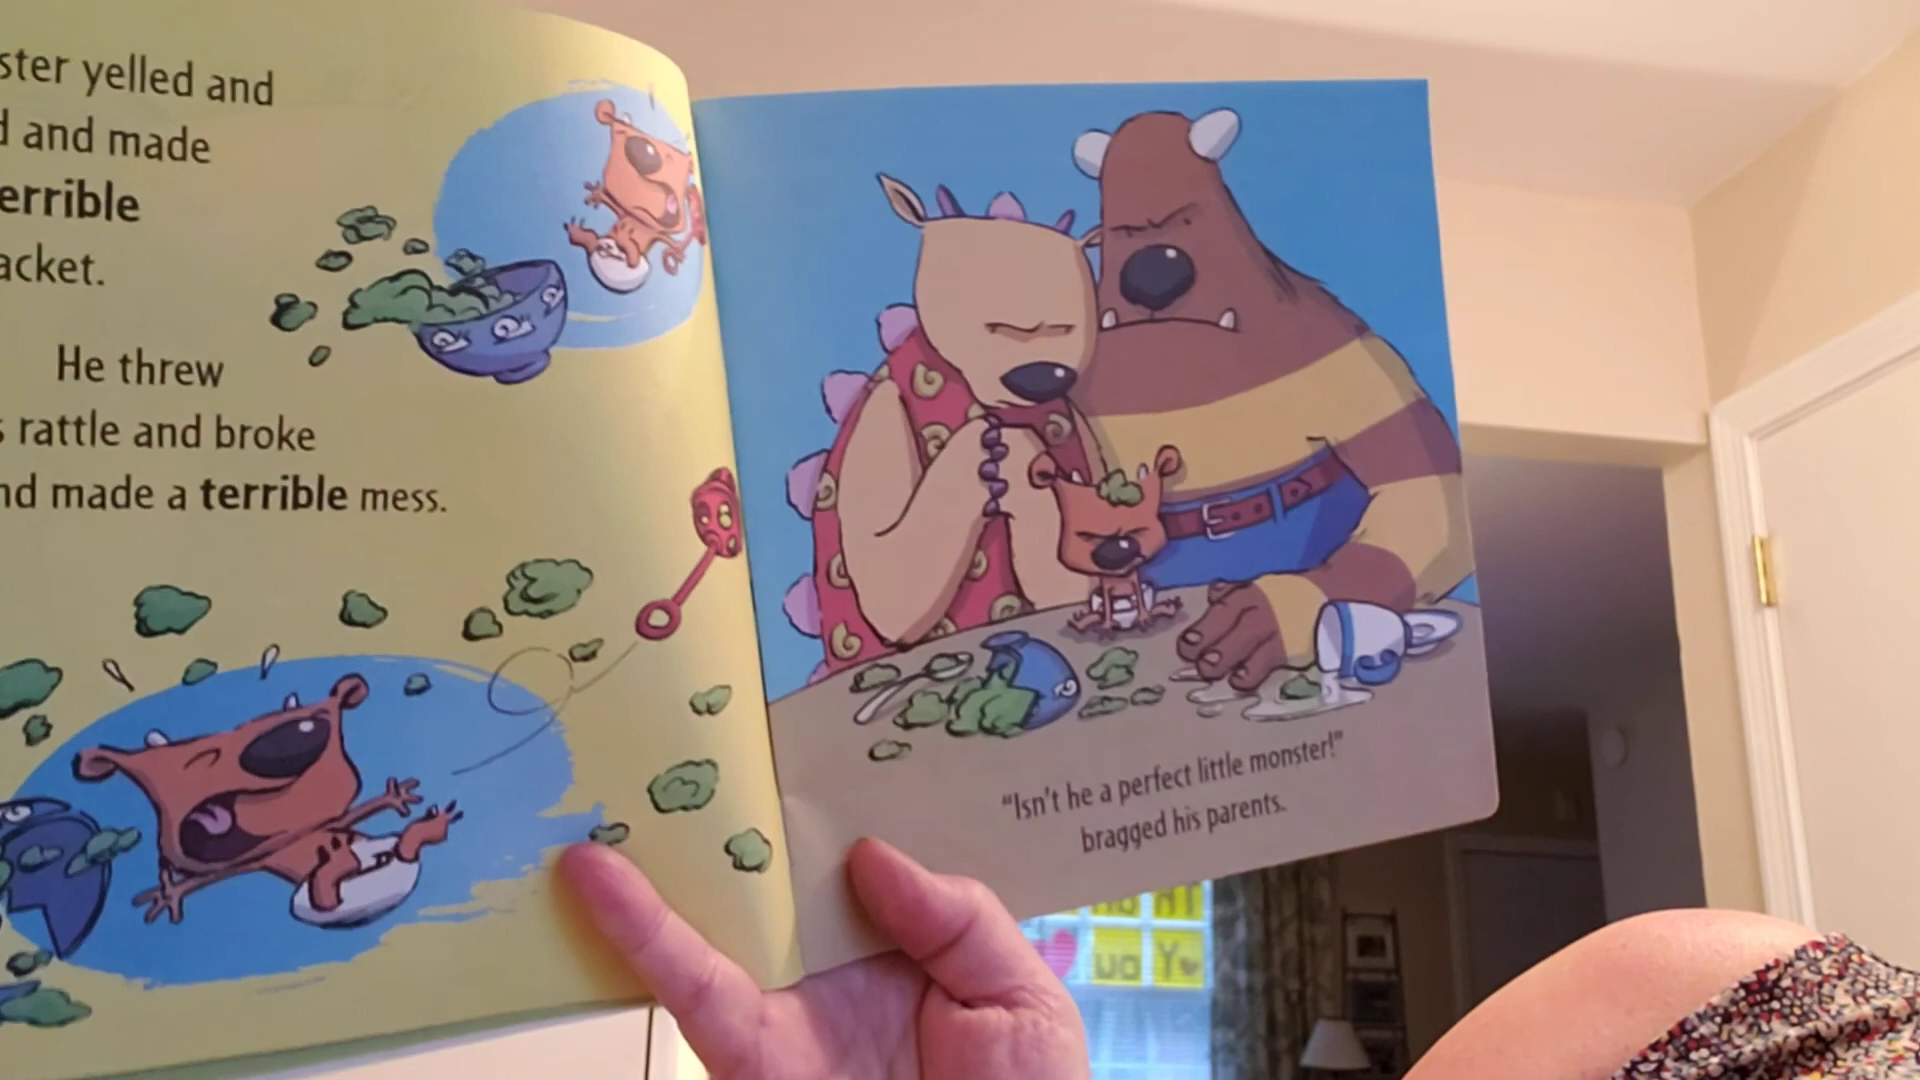 ster yelled and
d and made
errible
acket.
He threw
s rattle and broke
nd made a terrible mess.
"Isn't he a perfect little monster!"
bragged his parents.